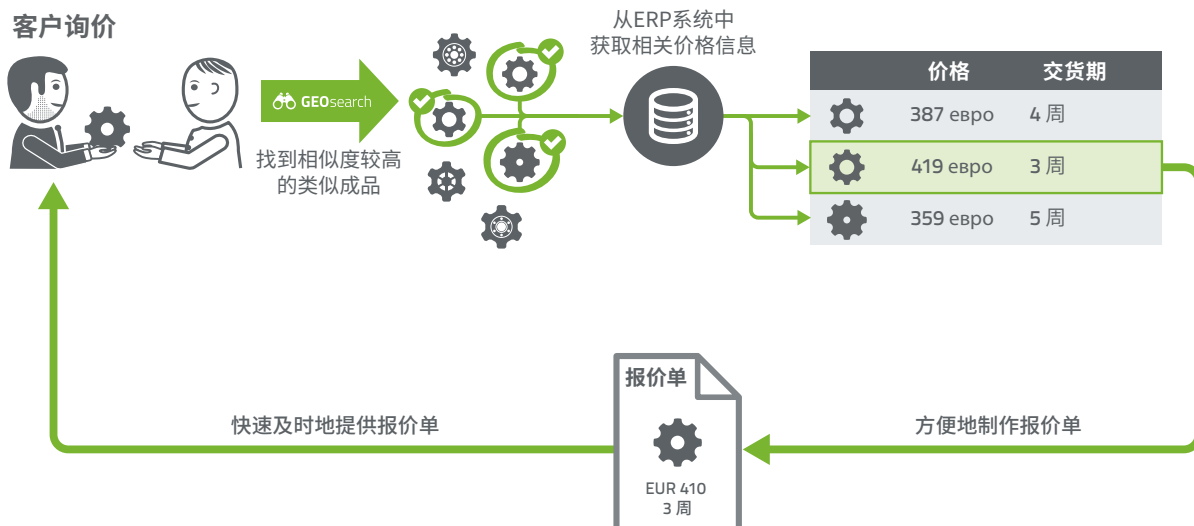 客户询价
GEOsearch
找到相似度较高
的类似成品
从ERP系统中
获取相关价格信息
价格 交货期
387 евро 4 周
419 евро 3 周
359 евро 5 周
快速及时地提供报价单
报价单
EUR 410
3 周
方便地制作报价单